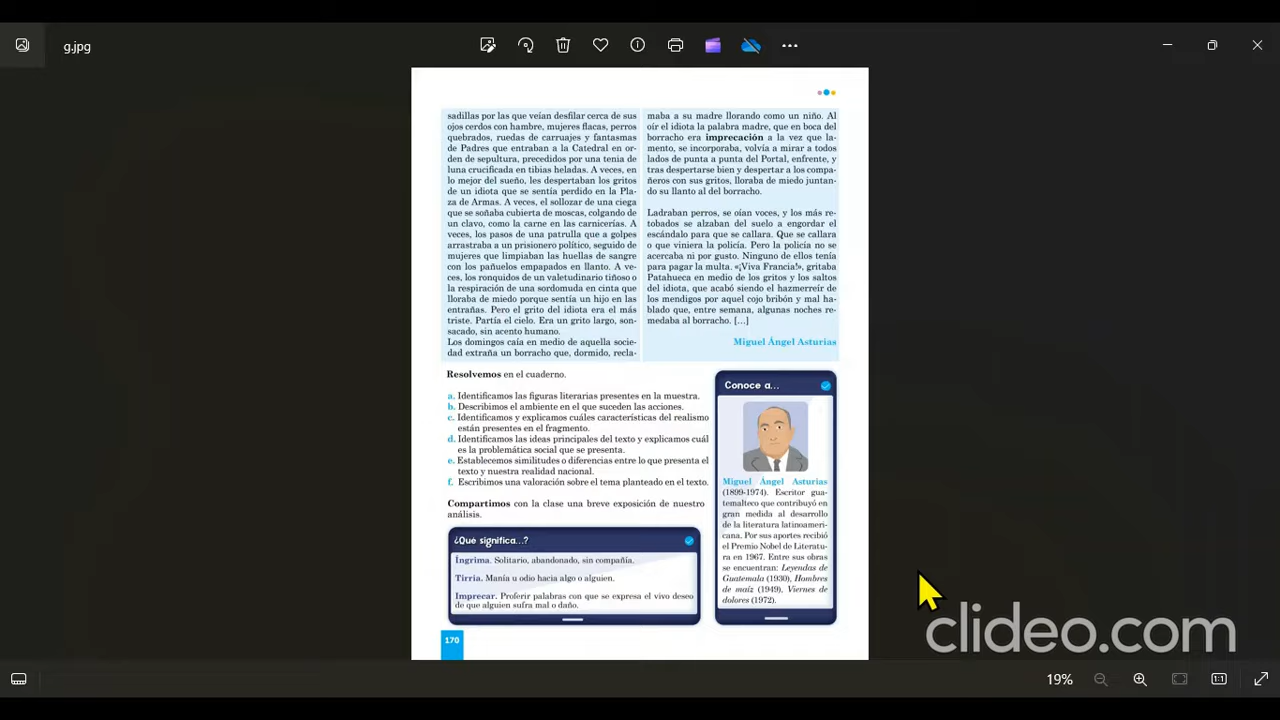 g.jpg
sadillas por las que veían desfilar cerca de sus
ojos cerdos con hambre, mujeres flacas, perros
quebrados, ruedas de carruajes y fantasmas
de Padres que entraban a la Catedral en or-
den de sepultura, precedidos por una tenia de
luna crucificada en tibias heladas. A veces, en
lo mejor del sueño, les despertaban los gritos
de un idiota que se sentía perdido en la Pla-
za de Armas. A veces, el sollozar de una ciega
que se soñaba cubierta de moscas, colgando de
un clavo, como la carne en las carnicerías. A
veces, los pasos de una patrulla que a golpes
arrastraba a un prisionero político, seguido de
mujeres que limpiaban las huellas de sangre
con los pañuelos empapados en llanto. A ve-
ces, los ronquidos de un valetudinario tiñoso o
la respiración de una sordomuda en cinta que
lloraba de miedo porque sentía un hijo en las
entrañas. Pero el grito del idiota era el más
triste. Partía el cielo. Era un grito largo, son-
sacado, sin acento humano.
Los domingos caía en medio de aquella socie-
dad extraña un borracho que, dormido, recla-
maba a su madre llorando como un niño. Al
oír el idiota la palabra madre, que en boca del
borracho era imprecación a la vez que la-
mento, se incorporaba, volvía a mirar a todos
lados de punta a punta del Portal, enfrente, y
tras despertarse bien y despertar a los compa-
ñeros con sus gritos, lloraba de miedo juntan-
do su llanto al del borracho.
Ladraban perros, se oían voces, y los más re-
tobados se alzaban del suelo a engordar el
escándalo para que se callara. Que se callara
o que viniera la policía. Pero la policía no se
acercaba ni por gusto. Ninguno de ellos tenía
para pagar la multa. «¡Viva Francia!», gritaba
Patahueca en medio de los gritos y los saltos
del idiota, que acabó siendo el hazmerreír de
los mendigos por aquel cojo bribón y mal ha-
blado que, entre semana, algunas noches re-
medaba al borracho. [...]
Miguel Ángel Asturias
Resolvemos en el cuaderno.
a. Identificamos las figuras literarias presentes en la muestra.
b. Describimos el ambiente en el que suceden las acciones.
c. Identificamos y explicamos cuáles características del realismo
están presentes en el fragmento.
d. Identificamos las ideas principales del texto y explicamos cuál
es la problemática social que se presenta.
e. Establecemos similitudes o diferencias entre lo que presenta el
texto y nuestra realidad nacional.
f. Escribimos una valoración sobre el tema planteado en el texto.
Compartimos con la clase una breve exposición de nuestro
análisis.
¿Qué significa...?
Íngrima. Solitario, abandonado, sin compañía.
Tirria. Manía u odio hacia algo o alguien.
Imprecar. Proferir palabras con que se expresa el vivo deseo
de que alguien sufra mal o daño.
Conoce a...
Miguel Ángel Asturias
(1899-1974). Escritor gua-
temalteco que contribuyó en
gran medida al desarrollo
de la literatura latinoameri-
cana. Por sus aportes recibió
el Premio Nobel de Literatu-
ra en 1967. Entre sus obras
se encuentran: Leyendas de
Guatemala (1930), Hombres
de maíz (1949), Viernes de
dolores (1972).
170
clideo.com
19%
1:1